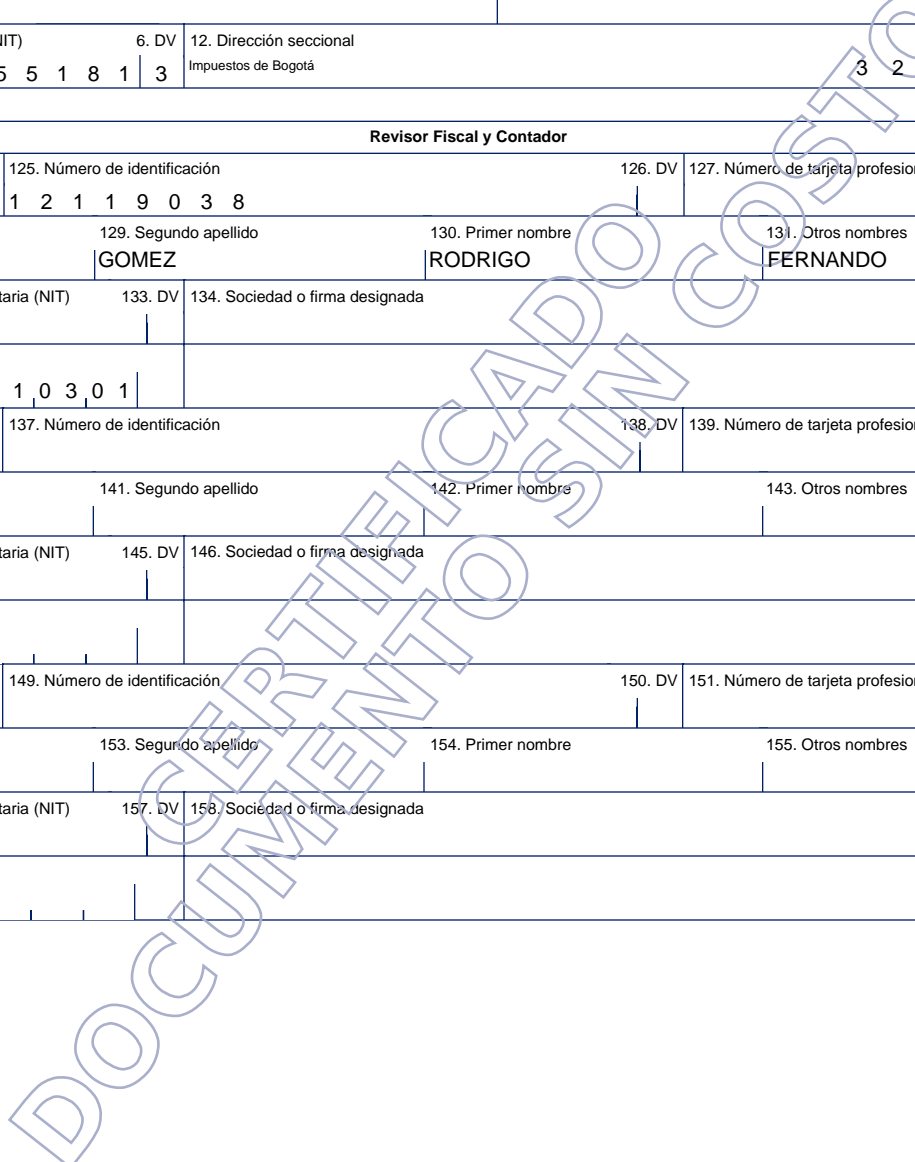 NIT) 6. DV 12. Dirección seccional
5 5 1 8 1 3 Impuestos de Bogotá 3 2
Revisor Fiscal y Contador
125. Número de identificación 126. DV 127. Número de tarjeta profesion
1 2 1 1 9 0 3 8
129. Segundo apellido 130. Primer nombre 131. Otros nombres
GOMEZ RODRIGO FERNANDO
taria (NIT) 133. DV 134. Sociedad o firma designada
1 0 3 0 1
137. Número de identificación 138. DV 139. Número de tarjeta profesion
141. Segundo apellido 142. Primer nombre 143. Otros nombres
taria (NIT) 145. DV 146. Sociedad o firma designada
149. Número de identificación 150. DV 151. Número de tarjeta profesion
153. Segundo apellido 154. Primer nombre 155. Otros nombres
taria (NIT) 157. DV 158. Sociedad o firma designada
CERTIFICADO
DOCUMENTO SIN COSTO